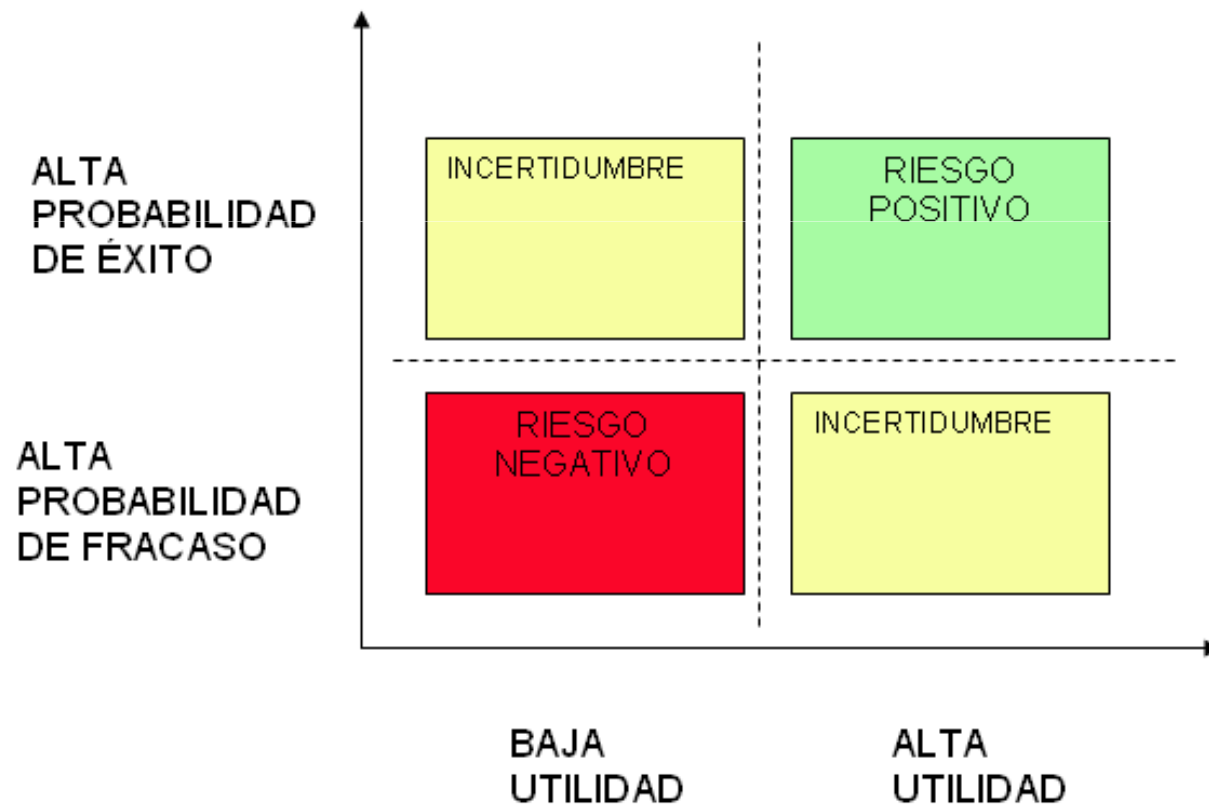 ALTA
PROBABILIDAD
DE ÉXITO
INCERTIDUMBRE
RIESGO
POSITIVO
ALTA
PROBABILIDAD
DE FRACASO
RIESGO
NEGATIVO
INCERTIDUMBRE
BAJA
UTILIDAD
ALTA
UTILIDAD